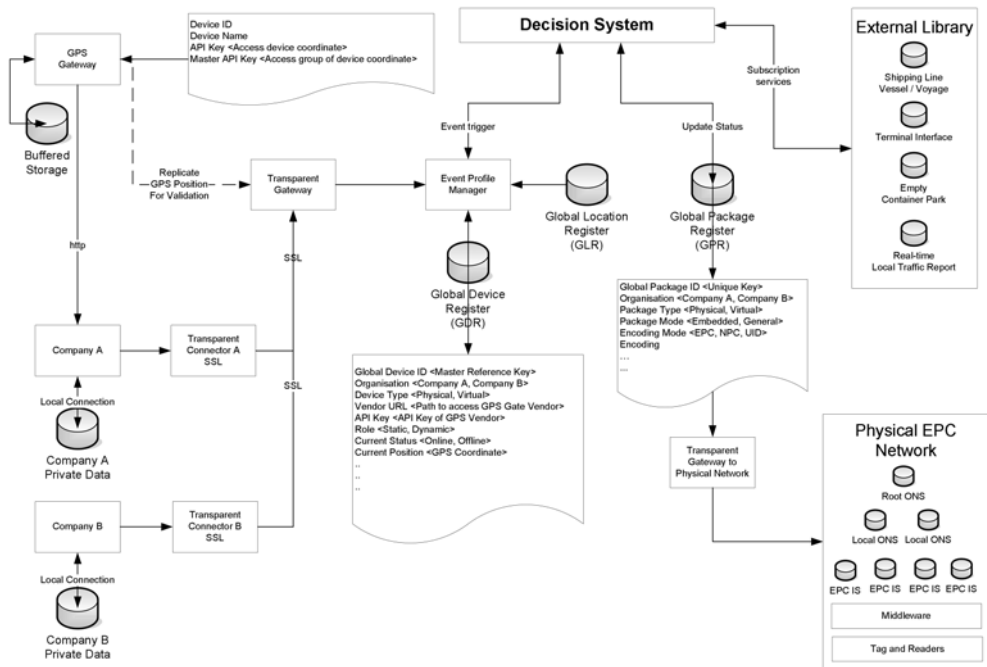 Device ID
Device Name
API Key <Access device coordinate>
Master API Key <Access group of device coordinate>
GPS
Gateway
Buffered
Storage
Decision System
Subscription
services
External Library
Shipping Line
Vessel / Voyage
Terminal Interface
Empty
Container Park
Real-time
Local Traffic Report
Event trigger
Update Status
Replicate
GPS Position
For Validation
Transparent
Gateway
Event Profile
Manager
Global Location
Register
(GLR)
Global Package
Register
(GPR)
http
SSL
Global Device
Register
(GDR)
Global Package ID <Unique Key>
Organisation <Company A, Company B>
Package Type <Physical, Virtual>
Package Mode <Embedded, General>
Encoding Mode <EPC, NPC, UID>
Encoding
...
...
Company A
Transparent
Connector A
SSL
SSL
Local Connection
Company A
Private Data
Global Device ID <Master Reference Key>
Organisation <Company A, Company B>
Device Type <Physical, Virtual>
Vendor URL <Path to access GPS Gate Vendor>
API Key <API Key of GPS Vendor>
Role <Static, Dynamic>
Current Status <Online, Offline>
Current Position <GPS Coordinate>
..
..
..
Transparent
Gateway to
Physical Network
Company B
Transparent
Connector B
SSL
Local Connection
Company B
Private Data
Physical EPC
Network
Root ONS
Local ONS
Local ONS
EPC IS
EPC IS
EPC IS
EPC IS
Middleware
Tag and Readers